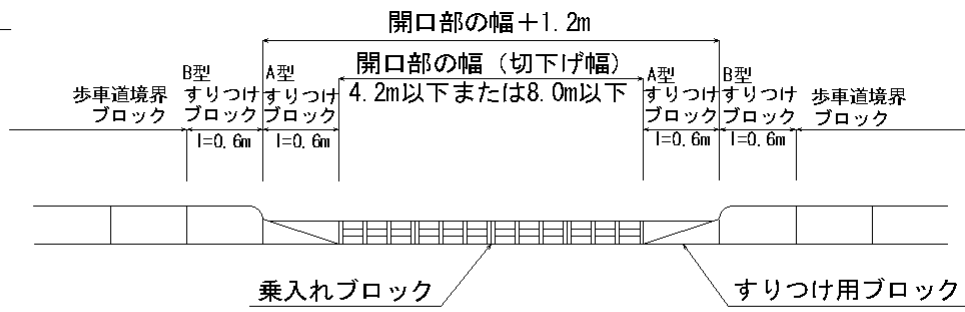 開口部の幅＋1.2m
開口部の幅（切下げ幅）
4.2m以下または8.0m以下
歩車道境界
ブロック
B型
すりつけ
ブロック
l=0.6m
A型
すりつけ
ブロック
l=0.6m
A型
すりつけ
ブロック
l=0.6m
B型
すりつけ
ブロック
l=0.6m
歩車道境界
ブロック
乗入れブロック
すりつけ用ブロック